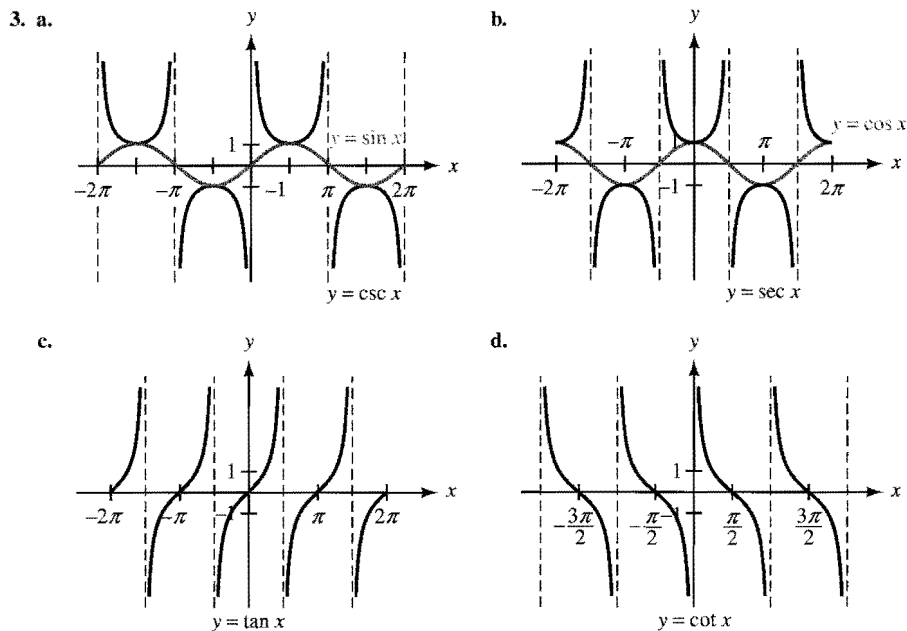 3. a.
y
y = sin x
1
x
−2π −π −1 π 2π
y = csc x
b.
y
y = cos x
−π π
x
−2π −1 2π
y = sec x
c.
y
1
x
−2π −π −1 π 2π
y = tan x
d.
y
1
x
−3π/2 −π/2 −1 π/2 3π/2
y = cot x